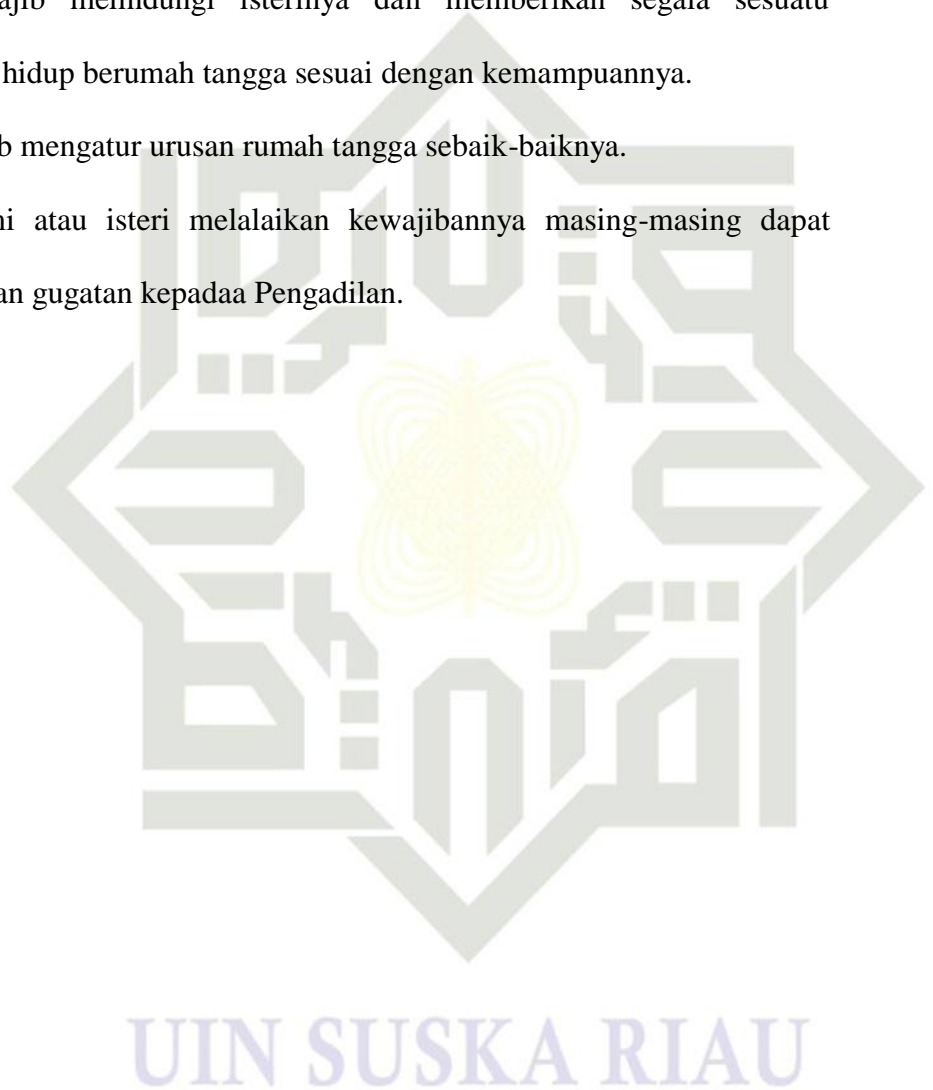 ajib melindungi isterinya dan memberikan segala sesuatu
hidup berumah tangga sesuai dengan kemampuannya.
b mengatur urusan rumah tangga sebaik-baiknya.
ni atau isteri melalaikan kewajibannya masing-masing dapat
an gugatan kepadaa Pengadilan.
UIN SUSKA RIAU